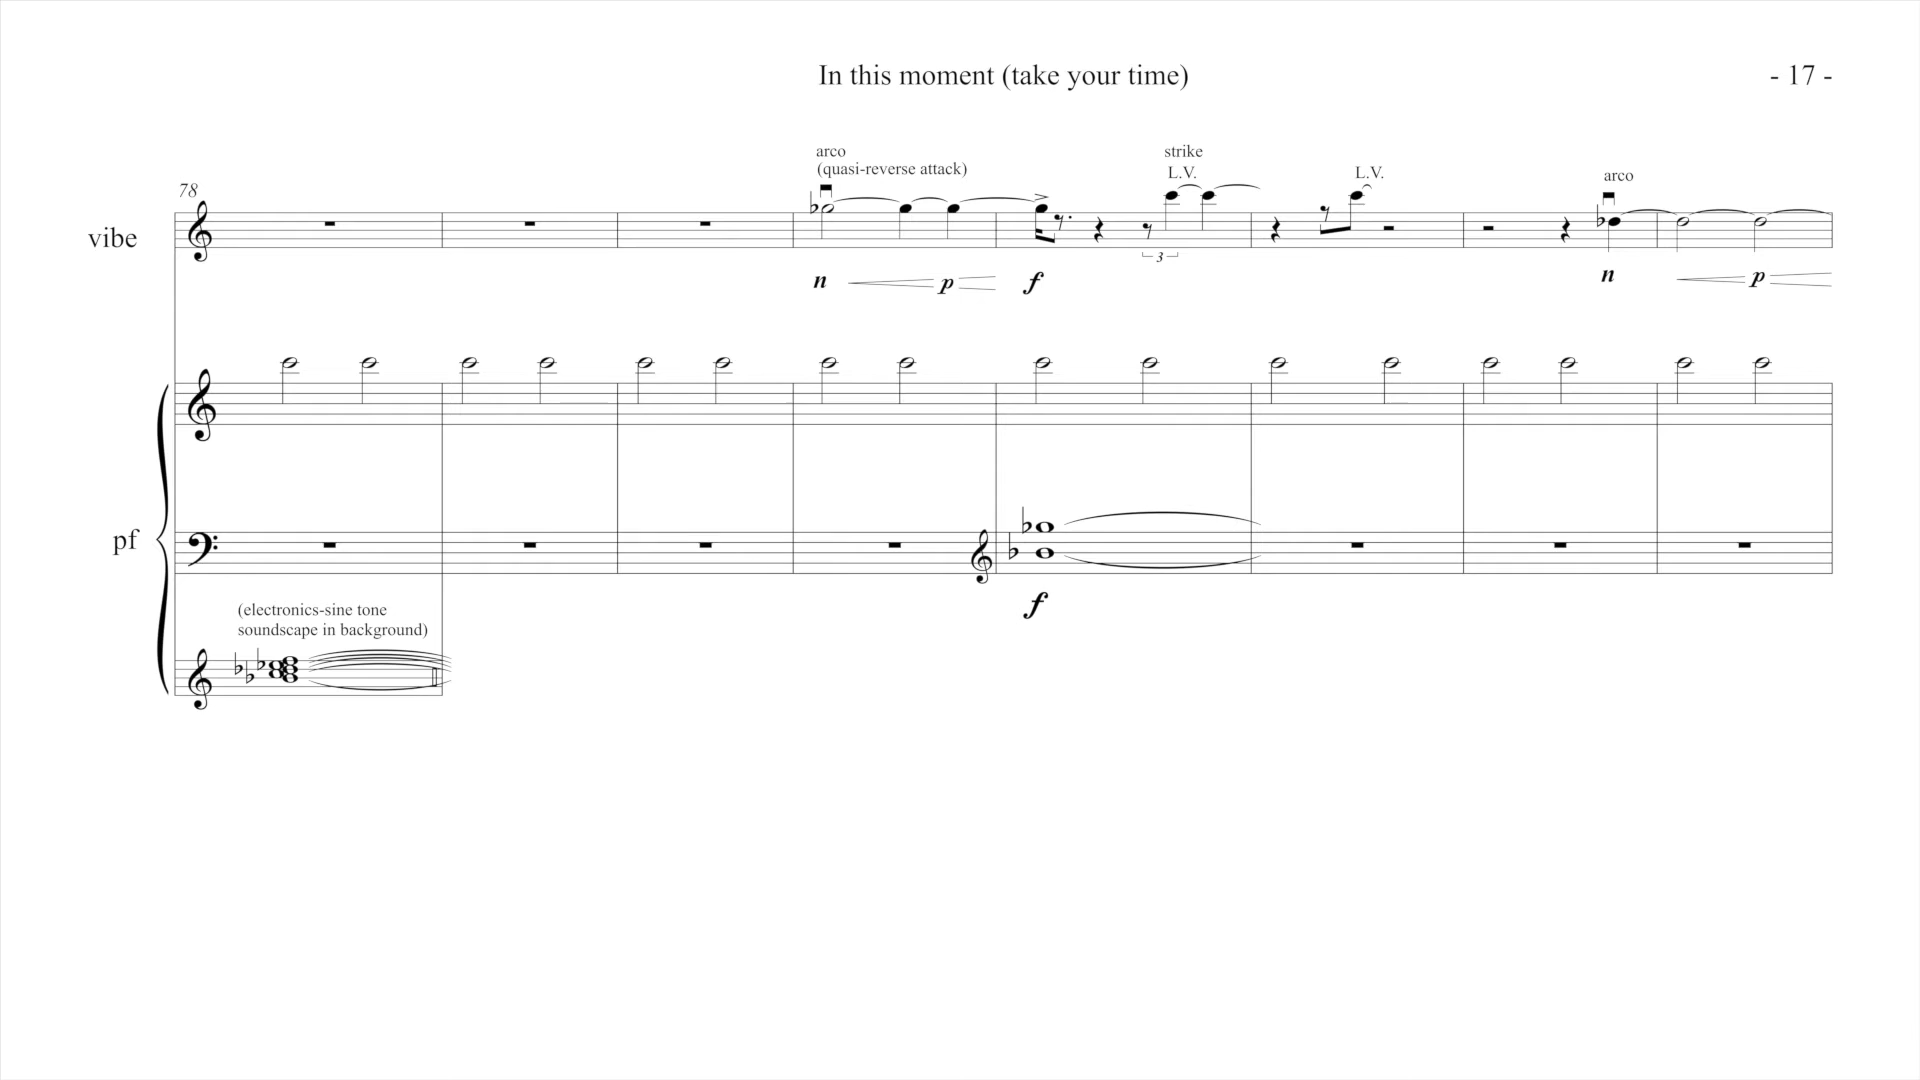 In this moment (take your time)
- 17 -
arco
(quasi-reverse attack)
strike
L.V.
L.V.
arco
78
vibe
3
n
p
f
n
p
pf
f
(electronics-sine tone
soundscape in background)